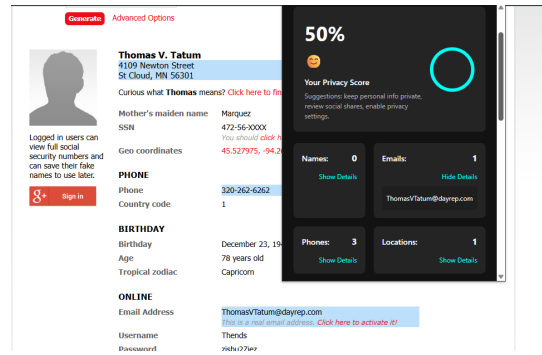 Generate Advanced Options
Thomas V. Tatum
4109 Newton Street
St Cloud, MN 56301
Curious what Thomas means? Click here to fin
Mother's maiden name Marquez
SSN 472-56-XXXX
You should click h
Geo coordinates 45.527975, -94.20
Logged in users can
view full social
security numbers and
can save their fake
names to use later.
g+ Sign in
PHONE
Phone 320-262-6262
Country code 1
BIRTHDAY
Birthday December 23, 19
Age 78 years old
Tropical zodiac Capricorn
ONLINE
Email Address ThomasVTatum@dayrep.com
This is a real email address. Click here to activate it!
Username Thends
Password
50%
Your Privacy Score
Suggestions: keep personal info private,
review social shares, enable privacy
settings.
Names: 0
Show Details
Emails: 1
Hide Details
ThomasVTatum@dayrep.com
Phones: 3
Show Details
Locations: 1
Show Details